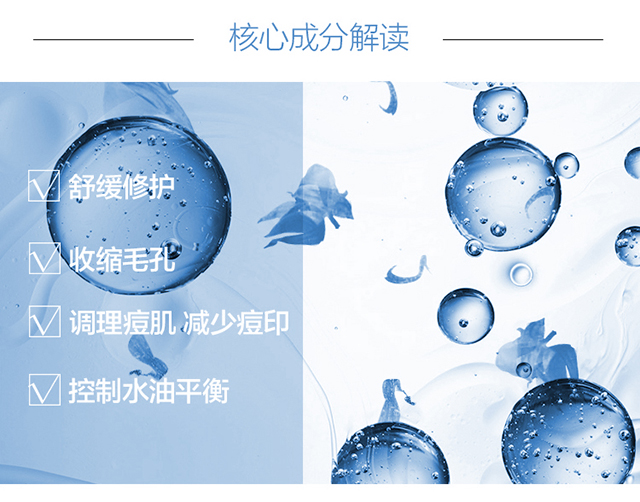 核心成分解读
舒缓修护
收缩毛孔
调理痘肌 减少痘印
控制水油平衡